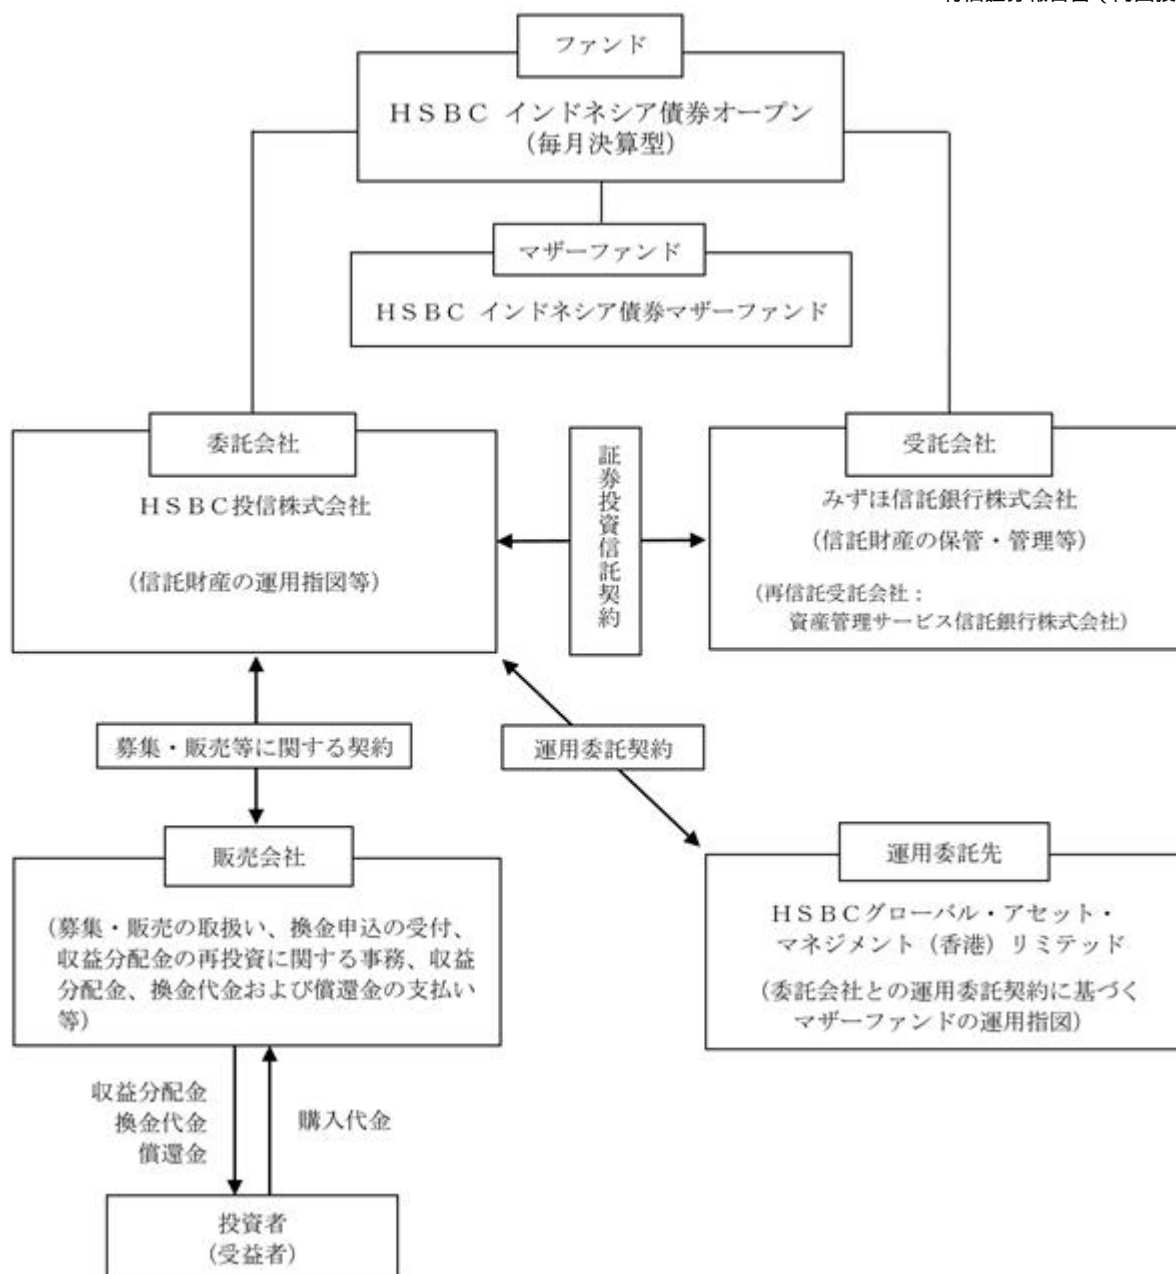 ファンド
HSBC インドネシア債券オープン
(毎月決算型)
マザーファンド
HSBC インドネシア債券マザーファンド
委託会社
HSBC投信株式会社
(信託財産の運用指図等)
証券投資信託契約
受託会社
みずほ信託銀行株式会社
(信託財産の保管・管理等)
(再信託受託会社：
資産管理サービス信託銀行株式会社)
募集・販売等に関する契約
運用委託契約
販売会社
(募集・販売の取扱い、換金申込の受付、
収益分配金の再投資に関する事務、収益
分配金、換金代金および償還金の支払い
等)
運用委託先
HSBCグローバル・アセット・
マネジメント（香港）リミテッド
(委託会社との運用委託契約に基づく
マザーファンドの運用指図)
収益分配金
換金代金
償還金
購入代金
投資者
(受益者)